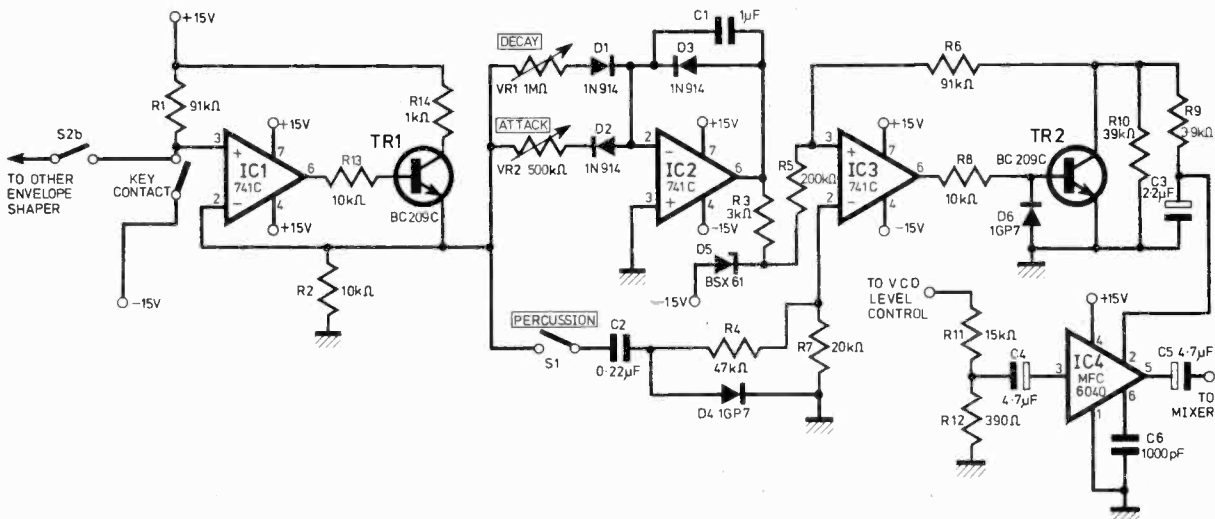 +15V
R1
91kΩ
S2b
TO OTHER
ENVELOPE
SHAPER
KEY
CONTACT
-15V
3
+
2
-
IC1
741C
+15V
7
6
4
+15V
R13
10kΩ
R14
1kΩ
TR1
BC209C
R2
10kΩ
DECAY
VR1 1MΩ
D1
1N914
ATTACK
VR2 500kΩ
D2
1N914
C1
1µF
D3
1N914
2
-
3
+
IC2
741C
+15V
7
6
4
-15V
R3
3kΩ
D5
BSX 61
-15V
R5
200kΩ
PERCUSSION
S1
C2
0·22µF
R4
47kΩ
D4 1GP7
R7
20kΩ
R6
91kΩ
3
+
2
-
IC3
741C
+15V
7
6
4
-15V
R8
10kΩ
D6
1GP7
TR2
BC 209C
R10
39kΩ
R9
3·9kΩ
C3
2·2µF
TO VCD
LEVEL
CONTROL
R11
15kΩ
R12
390Ω
C4
4·7µF
+15V
4
3
IC4
MFC
6040
2
5
6
1
C5 4·7µF
TO
MIXER
C6
1000pF